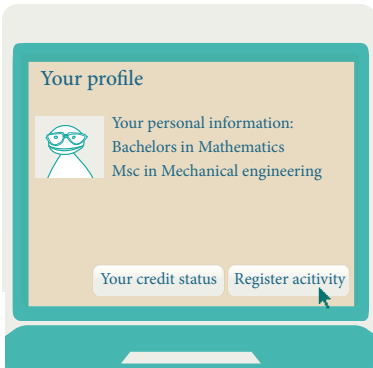 Your profile
Your personal information:
Bachelors in Mathematics
Msc in Mechanical engineering
Your credit status
Register acitivity